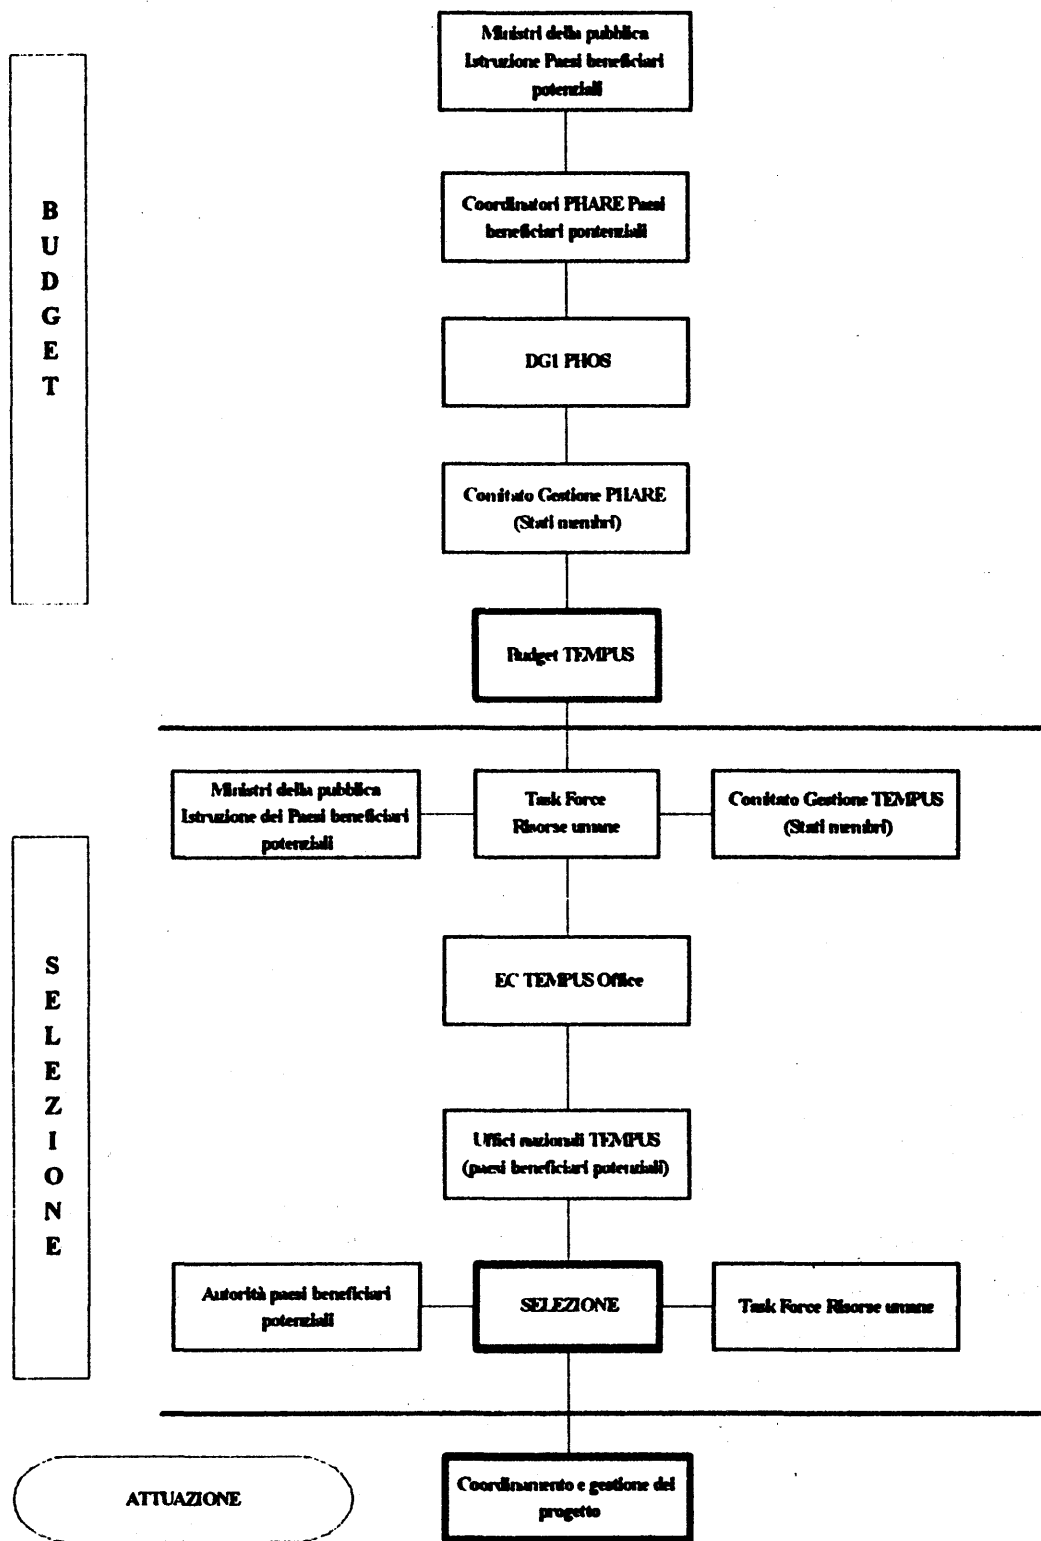 Ministri della pubblica
Istruzione Paesi beneficiari
potenziali
BUDGET
Coordinatori PHARE Paesi
beneficiari pontenziali
DG1 PHOS
Comitato Gestione PHARE
(Stati membri)
Budget TEMPUS
Ministri della pubblica
Istruzione dei Paesi beneficiari
potenziali
Task Force
Risorse umane
Comitato Gestione TEMPUS
(Stati membri)
SELEZIONE
EC TEMPUS Office
Uffici nazionali TEMPUS
(paesi beneficiari potenziali)
Autorità paesi beneficiari
potenziali
SELEZIONE
Task Force Risorse umane
ATTUAZIONE
Coordinamento e gestione del
progetto